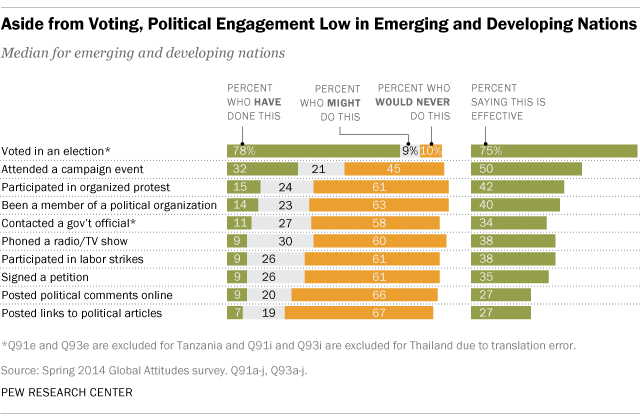 Aside from Voting, Political Engagement Low in Emerging and Developing Nations
Median for emerging and developing nations
PERCENT WHO HAVE DONE THIS
PERCENT WHO MIGHT DO THIS
PERCENT WHO WOULD NEVER DO THIS
PERCENT SAYING THIS IS EFFECTIVE
Voted in an election* 78% 9% 10% 75%
Attended a campaign event 32 21 45 50
Participated in organized protest 15 24 61 42
Been a member of a political organization 14 23 63 40
Contacted a gov't official* 11 27 58 34
Phoned a radio/TV show 9 30 60 38
Participated in labor strikes 9 26 61 38
Signed a petition 9 26 61 35
Posted political comments online 9 20 66 27
Posted links to political articles 7 19 67 27
*Q91e and Q93e are excluded for Tanzania and Q91i and Q93i are excluded for Thailand due to translation error.
Source: Spring 2014 Global Attitudes survey. Q91a-j, Q93a-j.
PEW RESEARCH CENTER